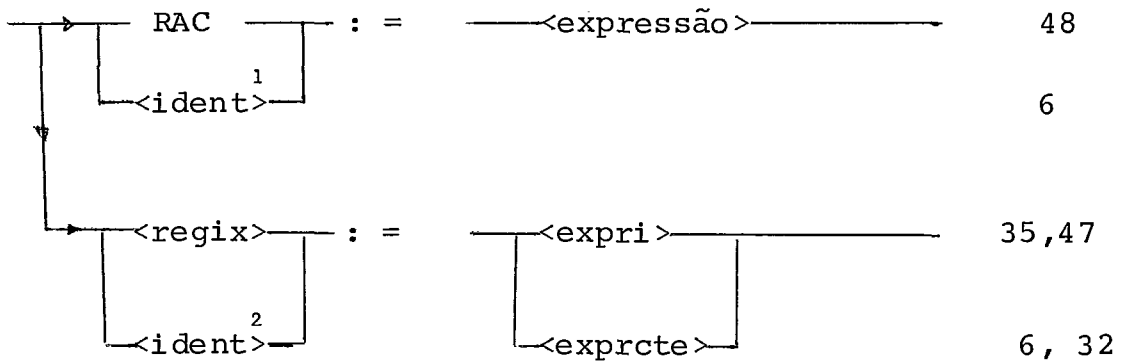 RAC : = <expressão> 48
<ident>1 6
<regix> : = <expri> 35,47
<ident>2 <exprcte> 6, 32